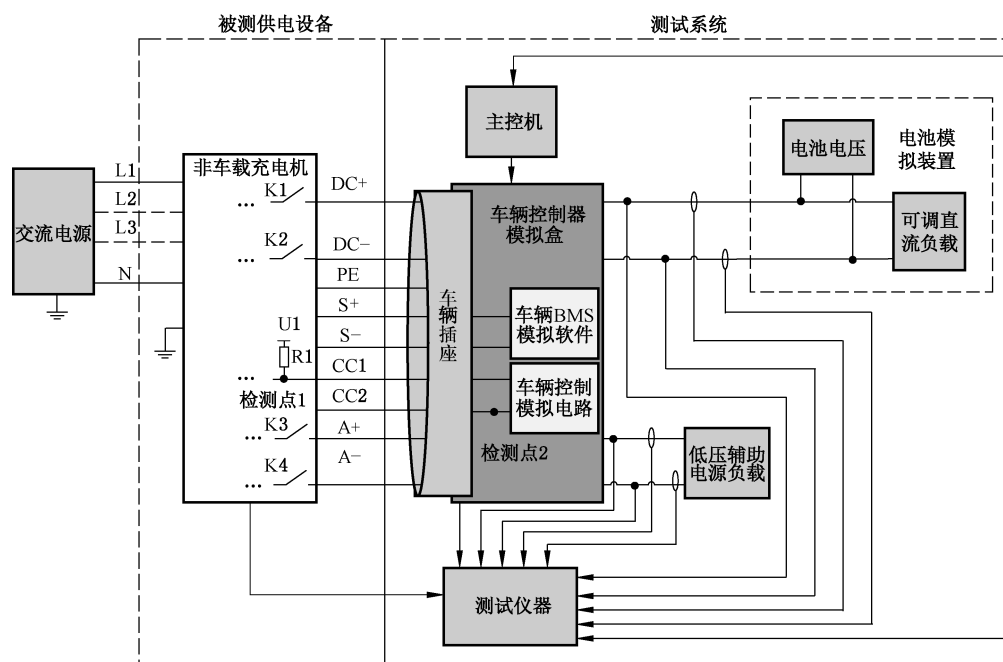 被测供电设备
测试系统
主控机
电池电压
电池模
拟装置
可调直
流负载
交流电源
L1
L2
L3
N
非车载充电机
K1
K2
U1
R1
检测点1
K3
K4
DC+
DC−
PE
S+
S−
CC1
CC2
A+
A−
车辆插座
车辆控制器
模拟盒
车辆BMS
模拟软件
车辆控制
模拟电路
检测点2
低压辅助
电源负载
测试仪器